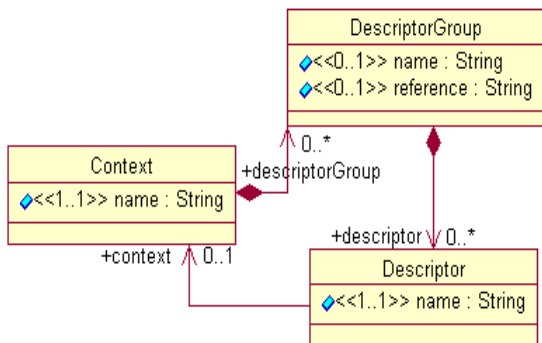 DescriptorGroup
<<0..1>> name : String
<<0..1>> reference : String
0..*
Context
+descriptorGroup
<<1..1>> name : String
+descriptor
0..*
+context
0..1
Descriptor
<<1..1>> name : String